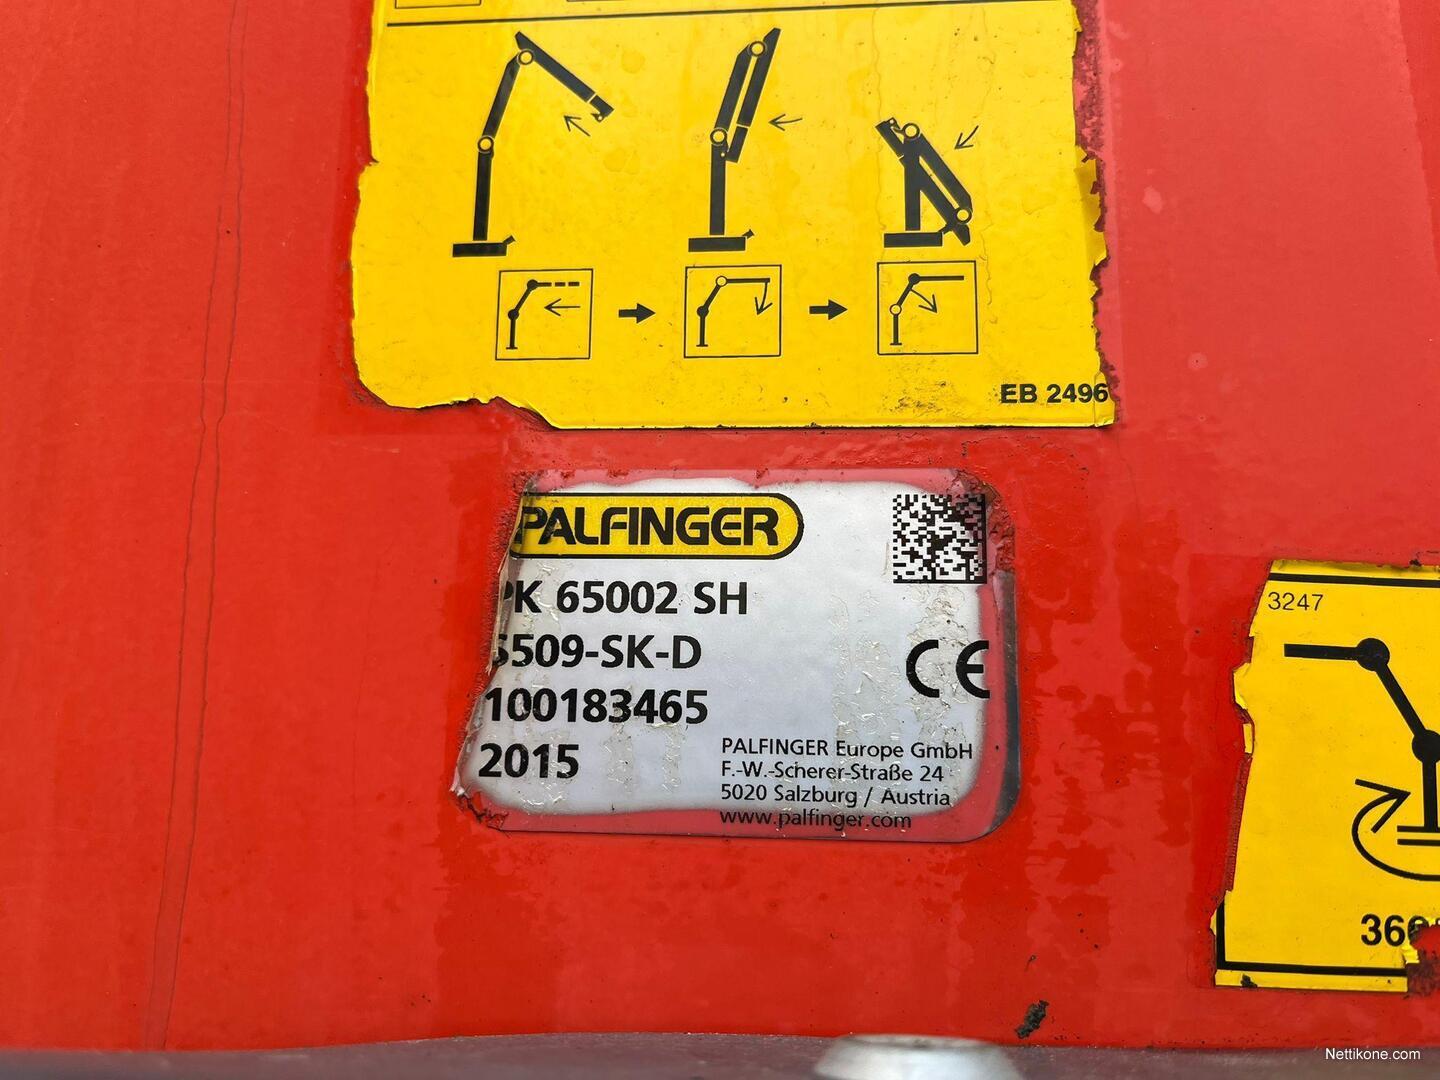 EB 2496
PALFINGER
PK 65002 SH
S509-SK-D
100183465
2015
CE
PALFINGER Europe GmbH
F.-W.-Scherer-Straße 24
5020 Salzburg / Austria
www.palfinger.com
3247
Nettikone.com